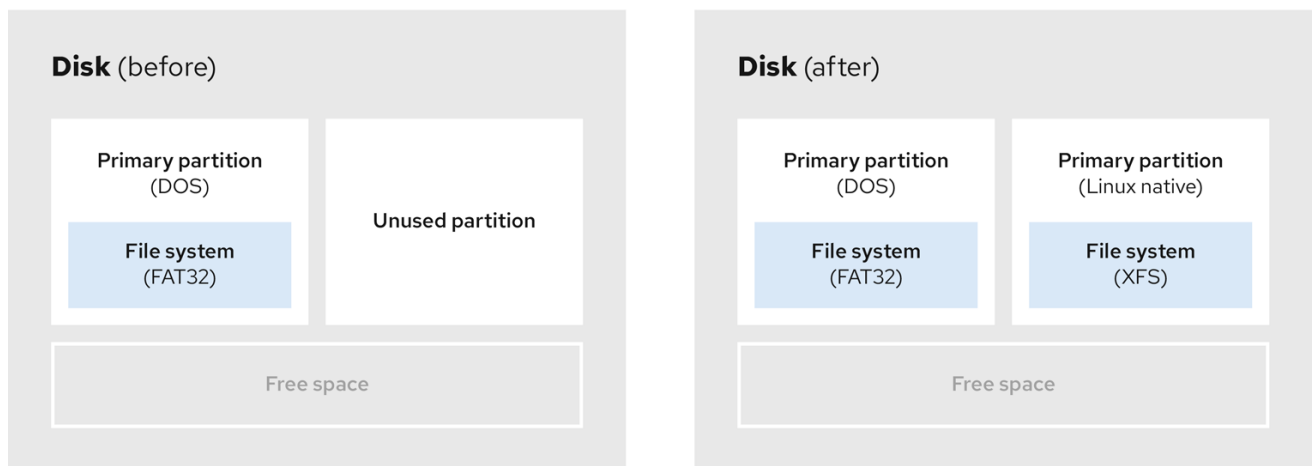 Disk (before)
Primary partition
(DOS)
File system
(FAT32)
Unused partition
Free space
Disk (after)
Primary partition
(DOS)
File system
(FAT32)
Primary partition
(Linux native)
File system
(XFS)
Free space